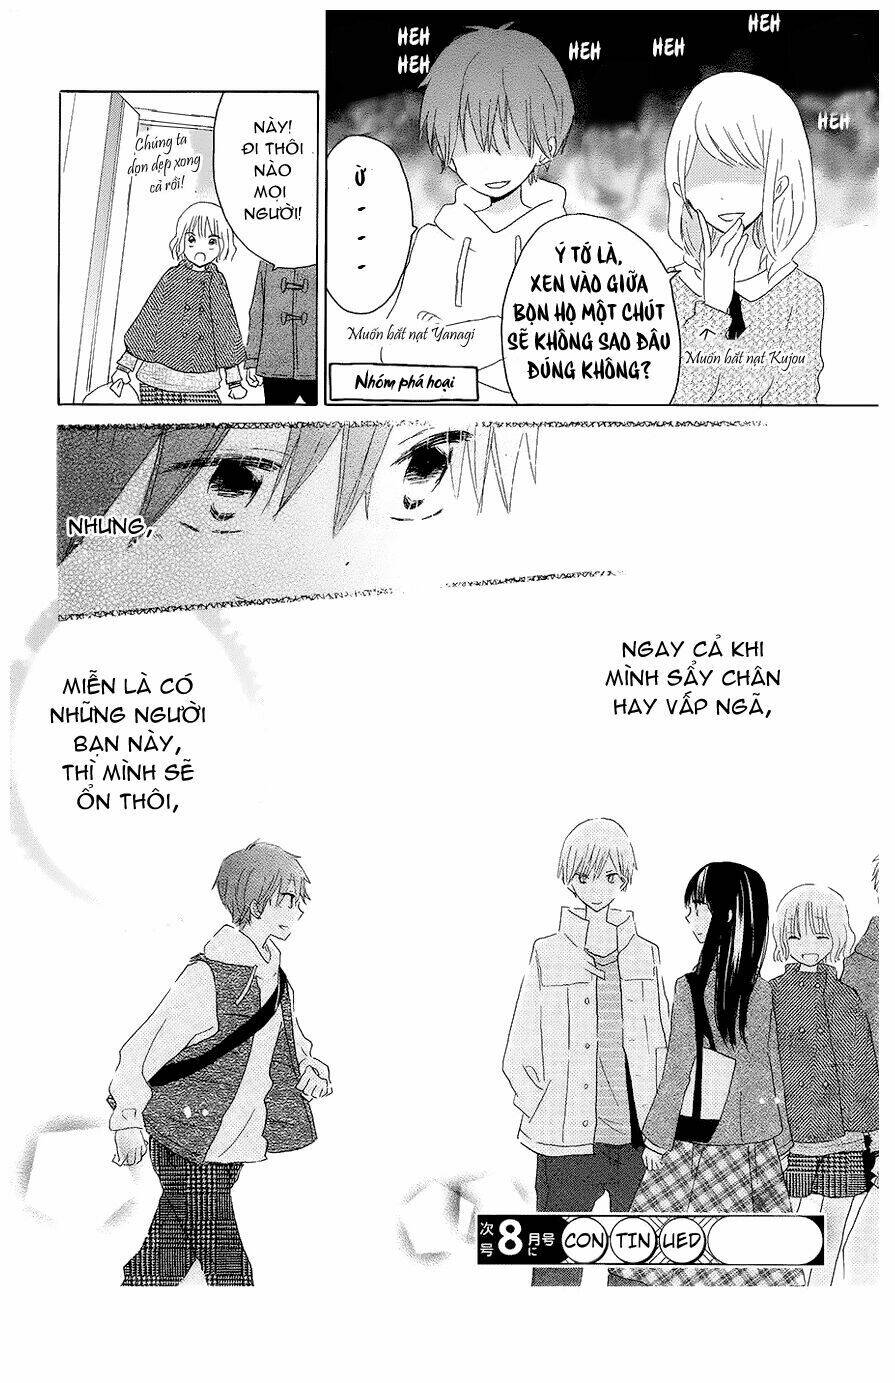 HEH
HEH
HEH
HEH
HEH
HEH
Ý TỚ LÀ,
XEN VÀO GIỮA
BỌN HỌ MỘT CHÚT
SẼ KHÔNG SAO ĐÂU
ĐÚNG KHÔNG?
Muốn bắt nạt Kujou
Ừ
-
-
-
Muốn bắt nạt Yanagi
Nhóm phá hoại
NÀY!
ĐI THÔI
NÀO
MỌI
NGƯỜI!
Chúng ta
dọn dẹp xong
cả rồi!
NHƯNG,
NGAY CẢ KHI
MÌNH SẨY CHÂN
HAY VẤP NGÃ,
MIỄN LÀ CÓ
NHỮNG NGƯỜI
BẠN NÀY,
THÌ MÌNH SẼ
ỔN THÔI,
次号8月号に CON TIN UED